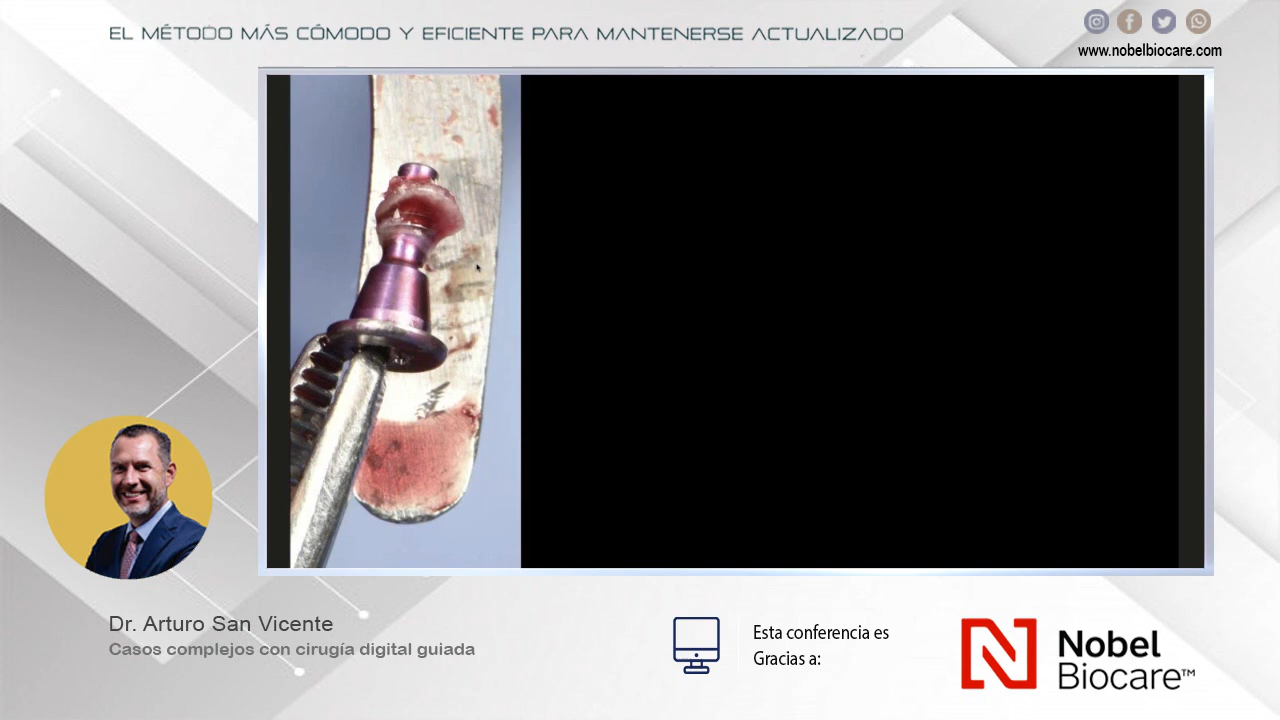 EL MÉTODO MÁS CÓMODO Y EFICIENTE PARA MANTENERSE ACTUALIZADO
www.nobelbiocare.com
Dr. Arturo San Vicente
Casos complejos con cirugía digital guiada
Esta conferencia es
Gracias a:
Nobel
Biocare™